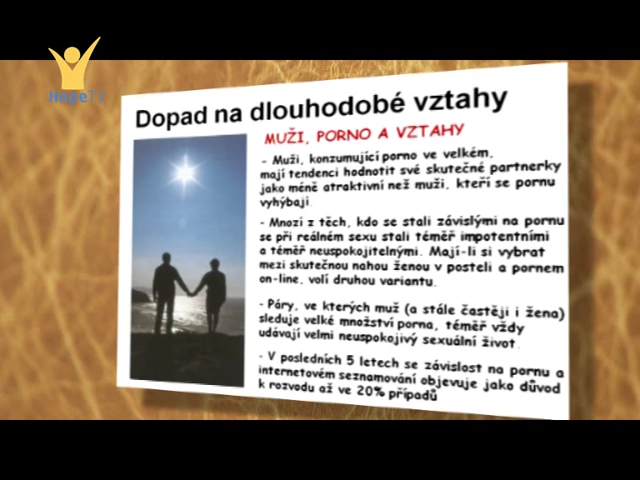 HopeTV
Dopad na dlouhodobé vztahy
MUŽI, PORNO A VZTAHY
- Muži, konzumující porno ve velkém,
mají tendenci hodnotit své skutečné partnerky
jako méně atraktivní než muži, kteří se pornu
vyhýbají.
- Mnozí z těch, kdo se stali závislými na pornu
se při reálném sexu stali téměř impotentními
a téměř neuspokojitelnými. Mají-li si vybrat
mezi skutečnou nahou ženou v posteli a pornem
on-line, volí druhou variantu.
- Páry, ve kterých muž (a stále častěji i žena)
sleduje velké množství porna, téměř vždy
udávají velmi neuspokojivý sexuální život.
- V posledních 5 letech se závislost na pornu a
internetovém seznamování objevuje jako důvod
k rozvodu až ve 20% případů